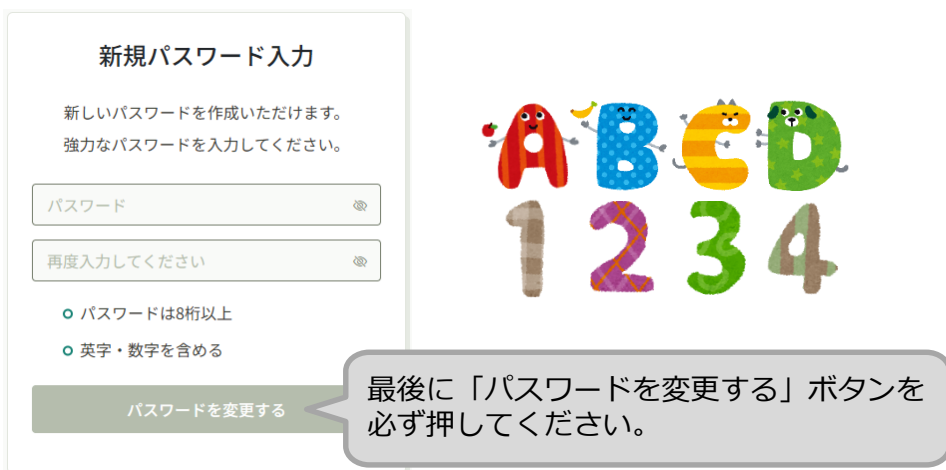 新規パスワード入力
新しいパスワードを作成いただけます。
強力なパスワードを入力してください。
パスワード
再度入力してください
パスワードは8桁以上
英字・数字を含める
パスワードを変更する
ABCD
1234
最後に「パスワードを変更する」ボタンを
必ず押してください。